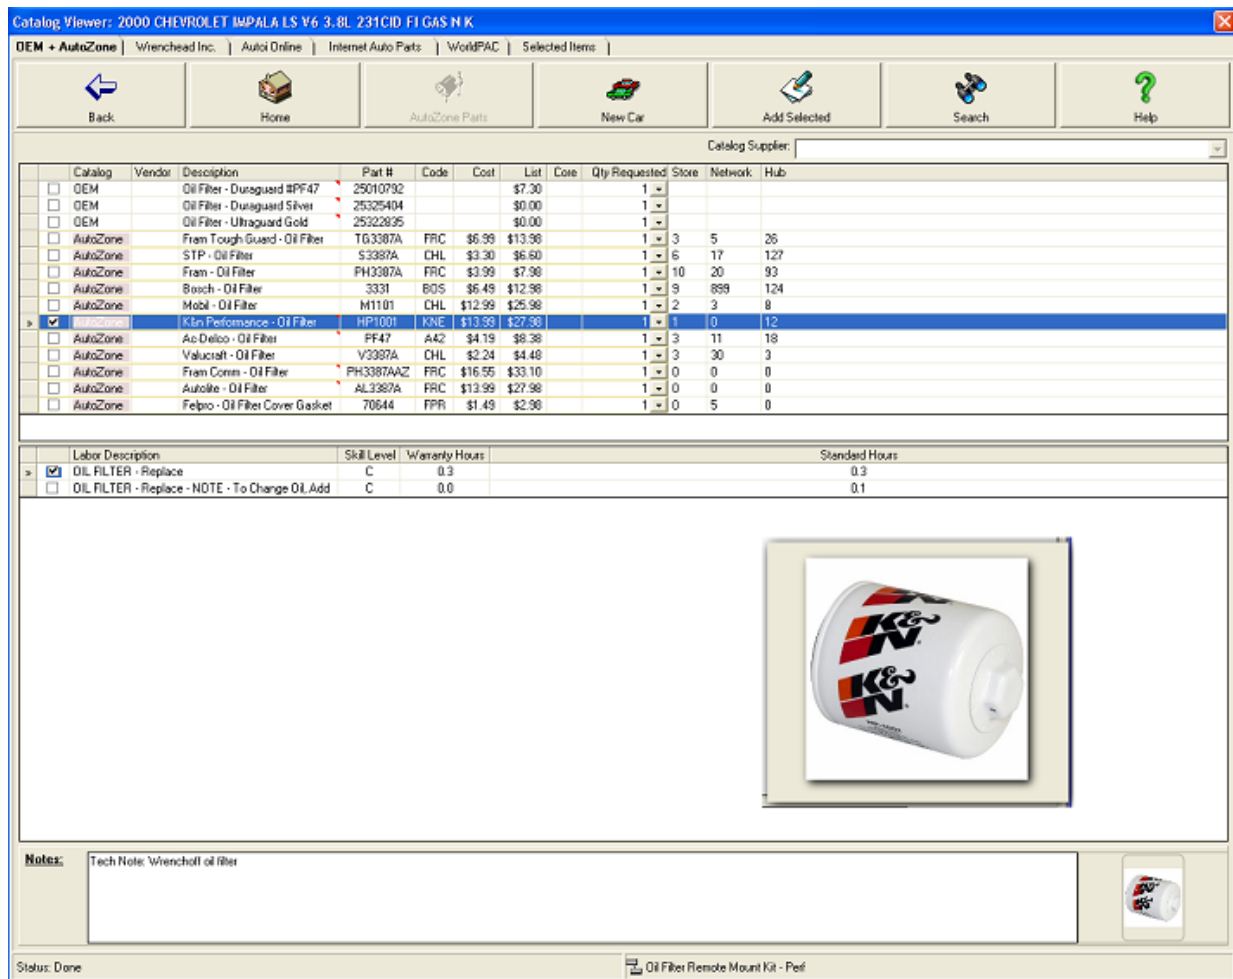 Catalog Viewer: 2000 CHEVROLET IMPALA LS V6 3.8L 231CID FI GAS N K
OEM + AutoZone Wrenchead Inc. Autoi Online Internet Auto Parts WorldPAC Selected Items
Back Home AutoZone Parts New Car Add Selected Search Help
Catalog Supplier:
Catalog Vendor Description Part # Code Cost List Core Qty Requested Store Network Hub
OEM Oil Filter - Duraguard #PF47 25010792 $7.30 1
OEM Oil Filter - Duraguard Silver 25325404 $0.00 1
OEM Oil Filter - Ultraguard Gold 25322835 $0.00 1
AutoZone Fram Tough Guard - Oil Filter TG3387A FRC $6.99 $13.98 1 3 5 26
AutoZone STP - Oil Filter S3387A CHL $3.30 $6.60 1 6 17 127
AutoZone Fram - Oil Filter PH3387A FRC $3.99 $7.98 1 10 20 93
AutoZone Bosch - Oil Filter 3331 BOS $6.49 $12.98 1 9 899 124
AutoZone Mobil - Oil Filter M1101 CHL $12.99 $25.98 1 2 3 8
» AutoZone K&n Performance - Oil Filter HP1001 KNE $13.99 $27.98 1 1 0 12
AutoZone Ac-Delco - Oil Filter PF47 A42 $4.19 $8.38 1 3 11 18
AutoZone Valucraft - Oil Filter V3387A CHL $2.24 $4.48 1 3 30 3
AutoZone Fram Comm - Oil Filter PH3387AAZ FRC $16.55 $33.10 1 0 0 0
AutoZone Autolite - Oil Filter AL3387A FRC $13.99 $27.98 1 0 0 0
AutoZone Felpro - Oil Filter Cover Gasket 70644 FPR $1.49 $2.98 1 0 5 0
Labor Description Skill Level Warranty Hours Standard Hours
» OIL FILTER - Replace C 0.3 0.3
OIL FILTER - Replace - NOTE - To Change Oil, Add C 0.0 0.1
K&N
K&N
Notes: Tech Note: Wrenchoff oil filter
Status: Done Oil Filter Remote Mount Kit - Perf